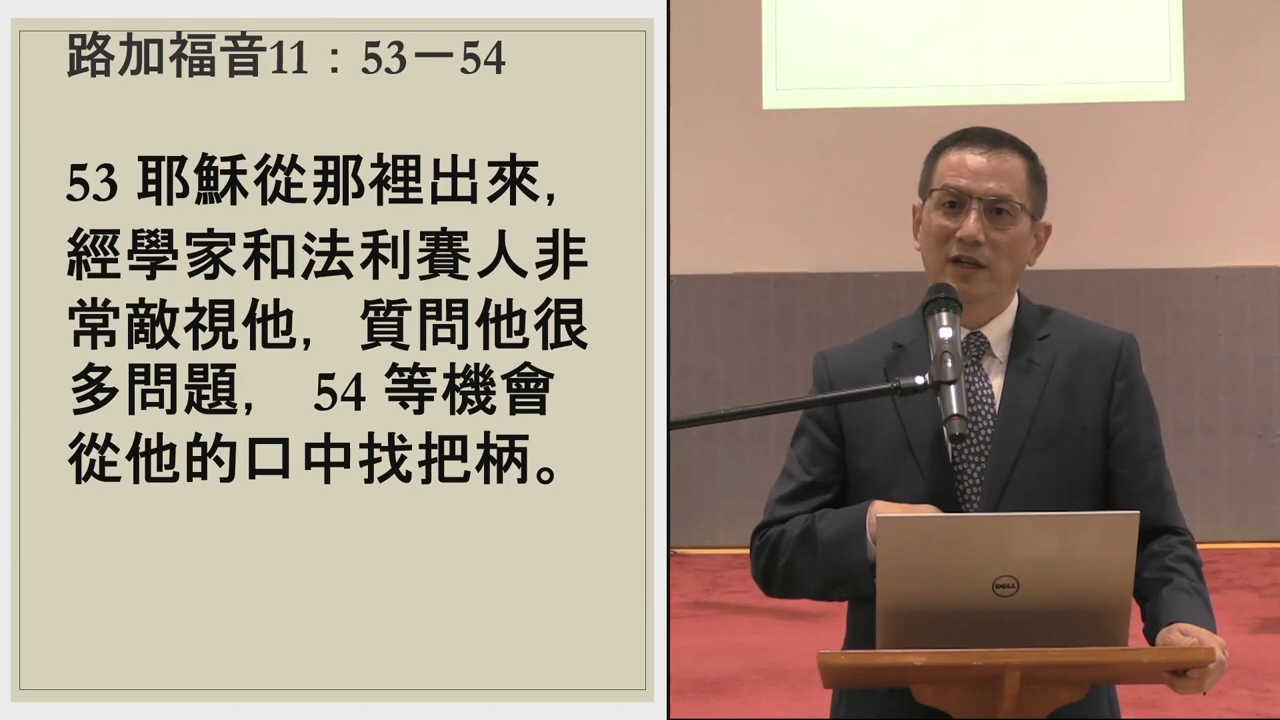 路加福音11：53－54
53 耶穌從那裡出來,
經學家和法利賽人非
常敵視他, 質問他很
多問題, 54 等機會
從他的口中找把柄。
DELL